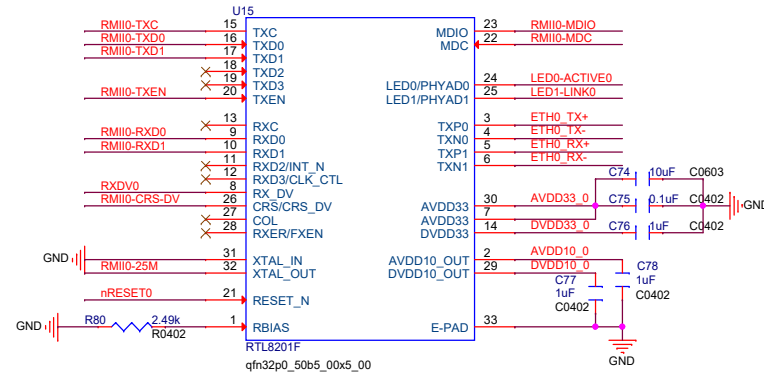 U15
RMII0-TXC 15 TXC
RMII0-TXD0 16 TXD0
RMII0-TXD1 17 TXD1
18 TXD2
19 TXD3
RMII0-TXEN 20 TXEN
13 RXC
RMII0-RXD0 9 RXD0
RMII0-RXD1 10 RXD1
11 RXD2/INT_N
12 RXD3/CLK_CTL
RXDV0 8 RX_DV
RMII0-CRS-DV 26 CRS/CRS_DV
27 COL
28 RXER/FXEN
GND 31 XTAL_IN
RMII0-25M 32 XTAL_OUT
nRESET0 21 RESET_N
GND R80 2.49k R0402 1 RBIAS
MDIO 23 RMII0-MDIO
MDC 22 RMII0-MDC
LED0/PHYAD0 24 LED0-ACTIVE0
LED1/PHYAD1 25 LED1-LINK0
TXP0 3 ETH0_TX+
TXN0 4 ETH0_TX-
TXP1 5 ETH0_RX+
TXN1 6 ETH0_RX-
C74 10uF C0603
AVDD33 30 AVDD33_0 C75 0.1uF C0402 GND
AVDD33 7
DVDD33 14 DVDD33_0 C76 1uF C0402
AVDD10_OUT 2 AVDD10_0
DVDD10_OUT 29 DVDD10_0
C77 1uF C0402
C78 1uF C0402
E-PAD 33
GND
RTL8201F
qfn32p0_50b5_00x5_00